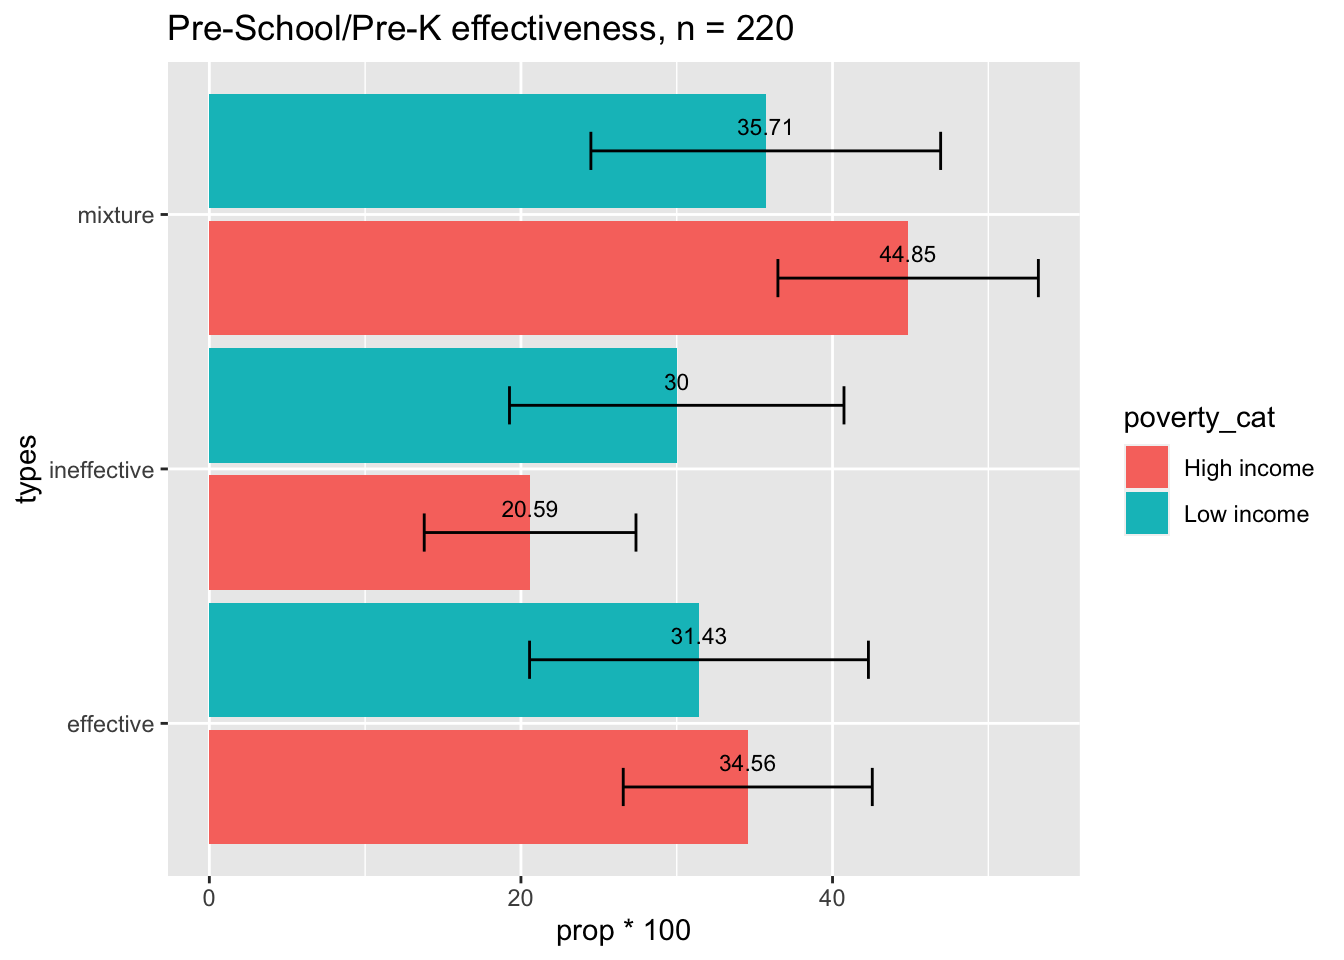 Pre-School/Pre-K effectiveness, n = 220
35.71
mixture
44.85
30
types
ineffective
20.59
31.43
effective
34.56
0 20 40
prop * 100
poverty_cat
High income
Low income